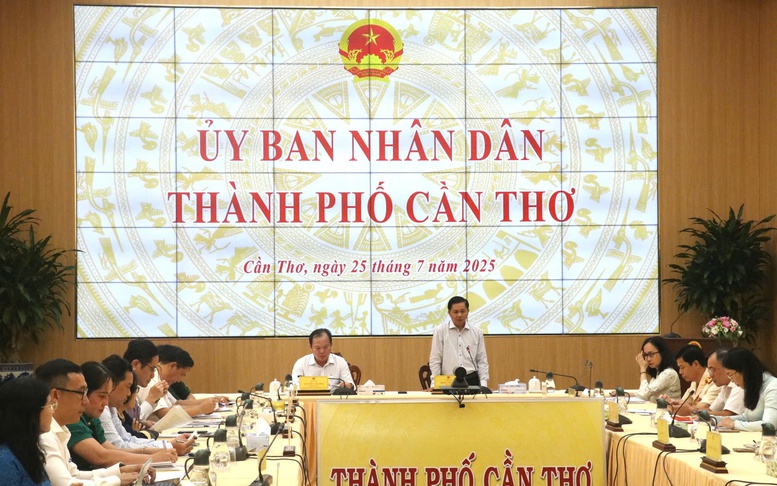 ỦY BAN NHÂN DÂN
THÀNH PHỐ CẦN THƠ
Cần Thơ, ngày 25 tháng 7 năm 2025
THÀNH PHỐ CẦN THƠ